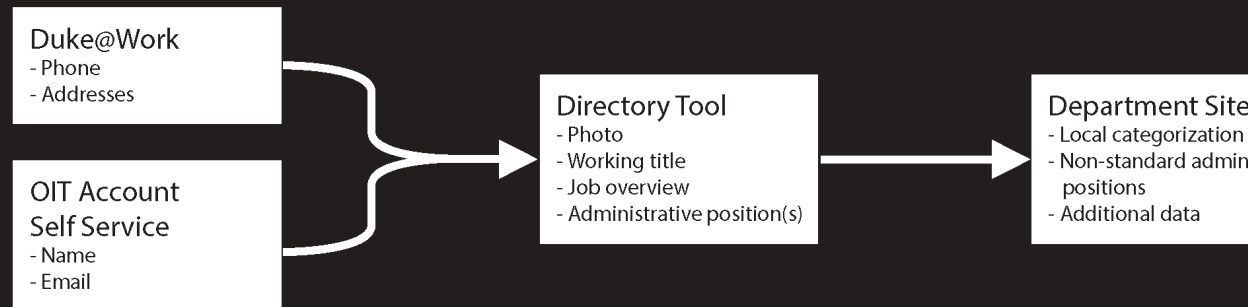 Duke@Work
- Phone
- Addresses
OIT Account
Self Service
- Name
- Email
Directory Tool
- Photo
- Working title
- Job overview
- Administrative position(s)
Department Site
- Local categorization
- Non-standard admin
positions
- Additional data